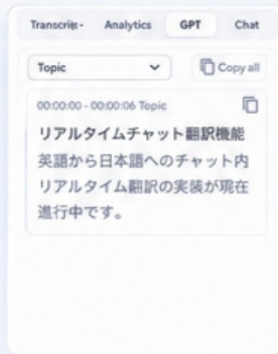 Transcrip- Analytics GPT Chat
Topic Copy all
00:00:00 - 00:00:06 Topic
リアルタイムチャット翻訳機能
英語から日本語へのチャット内
リアルタイム翻訳の実装が現在
進行中です。